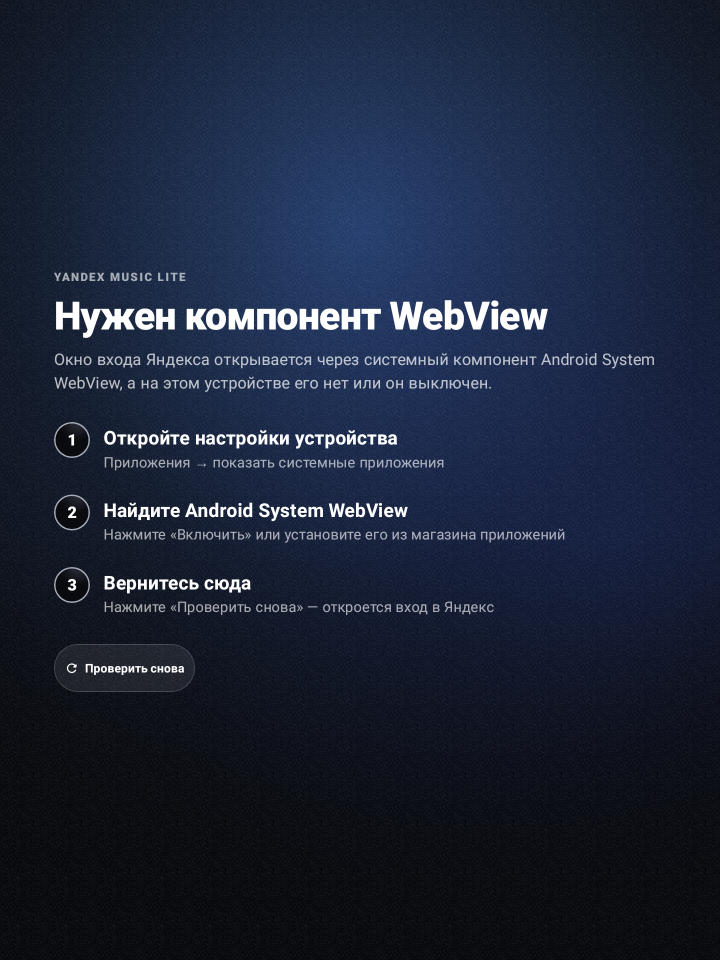 YANDEX MUSIC LITE
Нужен компонент WebView
Окно входа Яндекса открывается через системный компонент Android System
WebView, а на этом устройстве его нет или он выключен.
1
Откройте настройки устройства
Приложения → показать системные приложения
2
Найдите Android System WebView
Нажмите «Включить» или установите его из магазина приложений
3
Вернитесь сюда
Нажмите «Проверить снова» — откроется вход в Яндекс
Проверить снова